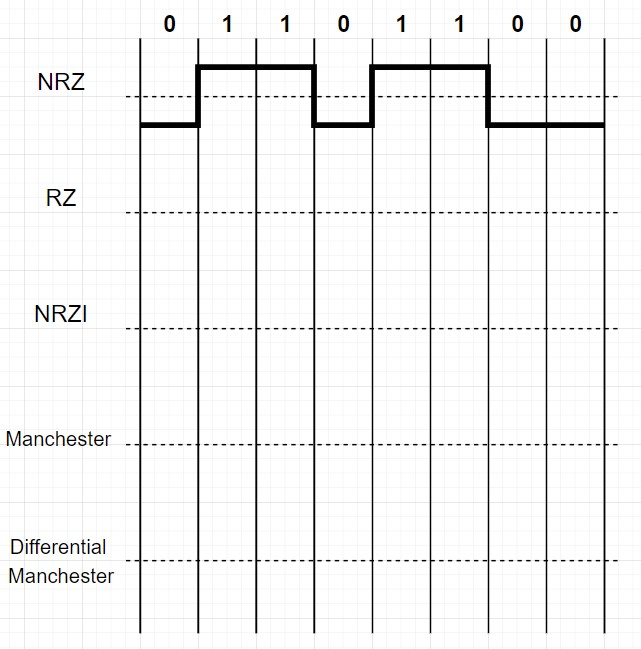 0 1 1 0 1 1 0 0
NRZ
RZ
NRZI
Manchester
Differential
Manchester